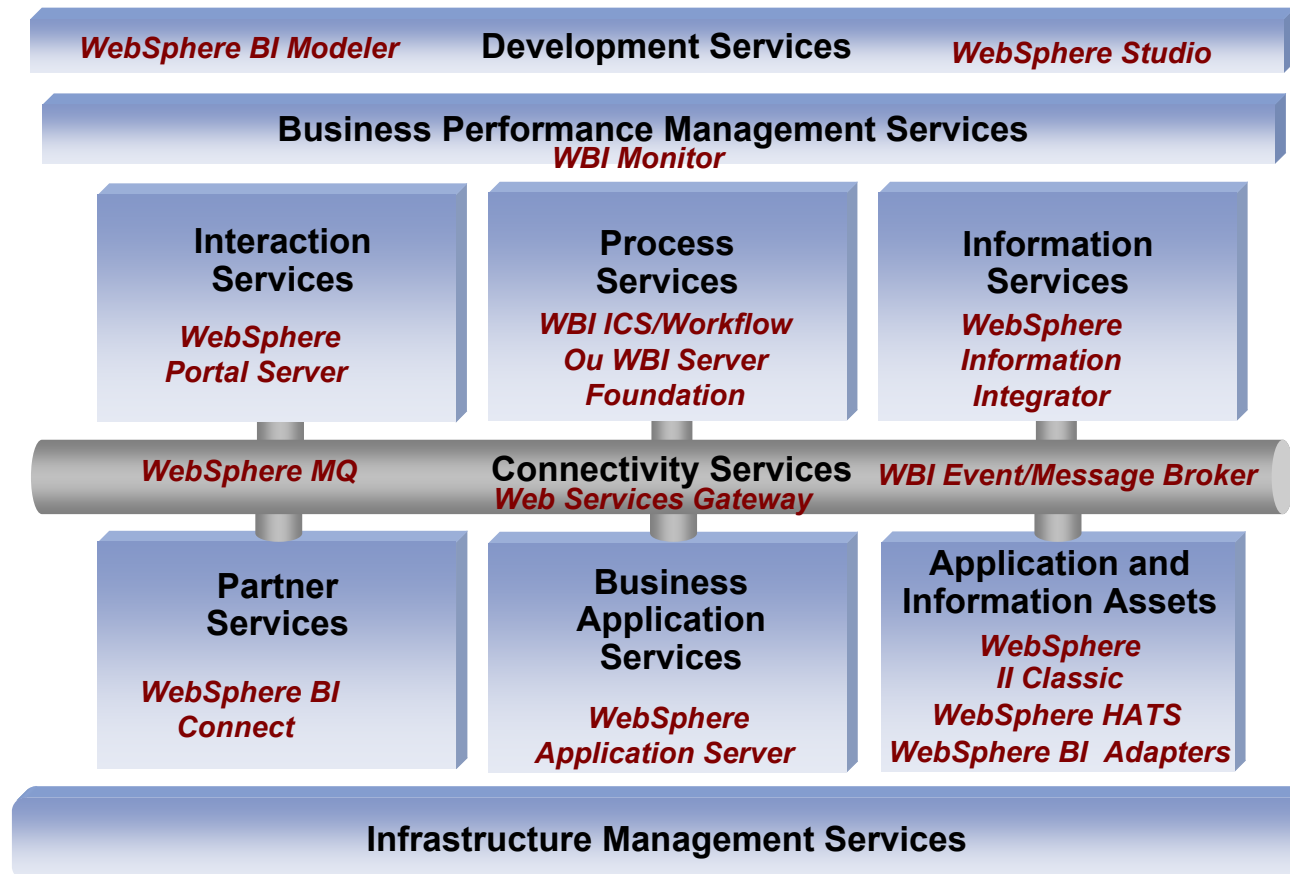 WebSphere BI Modeler
Development Services
WebSphere Studio
Business Performance Management Services
WBI Monitor
Interaction
Services
WebSphere
Portal Server
Process
Services
WBI ICS/Workflow
Ou WBI Server
Foundation
Information
Services
WebSphere
Information
Integrator
WebSphere MQ
Connectivity Services
Web Services Gateway
WBI Event/Message Broker
Partner
Services
WebSphere BI
Connect
Business
Application
Services
WebSphere
Application Server
Application and
Information Assets
WebSphere
II Classic
WebSphere HATS
WebSphere BI Adapters
Infrastructure Management Services